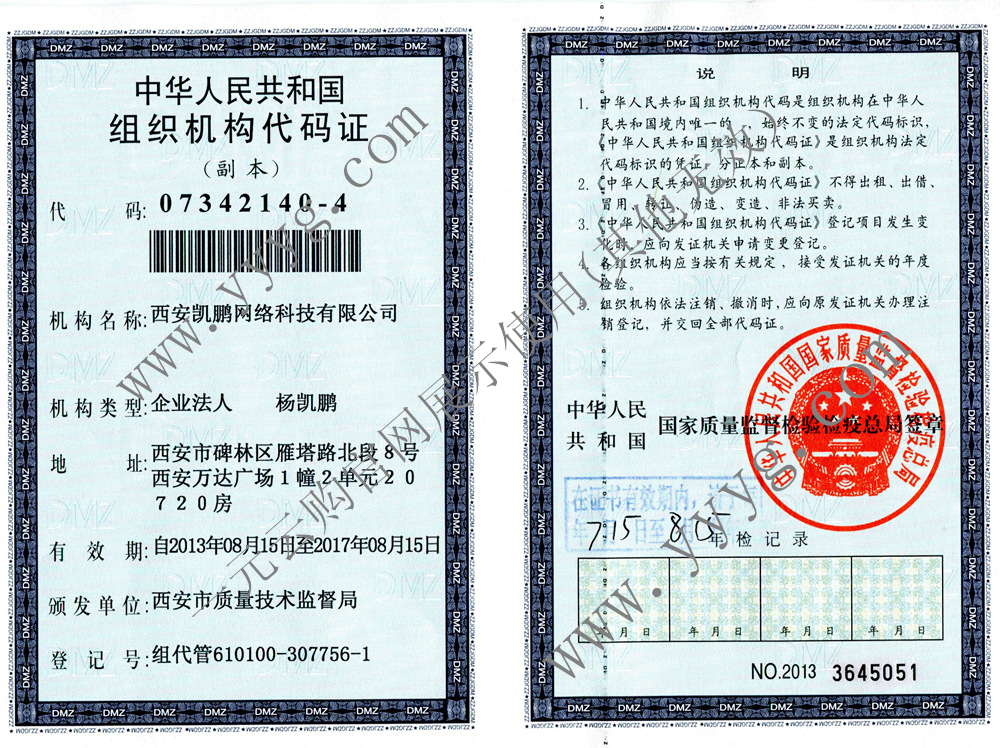 中华人民共和国
组织机构代码证
（副本）
代 码: 07342140-4
机构名称: 西安凯鹏网络科技有限公司
机构类型: 企业法人 杨凯鹏
地 址: 西安市碑林区雁塔路北段8号
西安万达广场1幢2单元20
720房
有 效 期: 自2013年08月15日至2017年08月15日
颁发单位: 西安市质量技术监督局
登 记 号: 组代管610100-307756-1
说 明
1. 中华人民共和国组织机构代码是组织机构在中华人
民共和国境内唯一的、始终不变的法定代码标识,
《中华人民共和国组织机构代码证》是组织机构法定
代码标识的凭证, 分正本和副本。
2. 《中华人民共和国组织机构代码证》不得出租、出借、
冒用、转让、伪造、变造、非法买卖。
3. 《中华人民共和国组织机构代码证》登记项目发生变
化时, 应向发证机关申请变更登记。
4. 各组织机构应当按有关规定, 接受发证机关的年度
检验。
5. 组织机构依法注销、撤消时, 应向原发证机关办理注
销登记, 并交回全部代码证。
中华人民
共 和 国 国家质量监督检验检疫总局签章
中华人民共和国国家质量监督检验检疫总局
在证书有效期内,
年 月 日至 月
7.15 8.15
年检记录
年 月 日 年 月 日 年 月 日 年 月 日
NO.2013 3645051
www.yyyg.com
一元云购官网展示使用(其他无效)
www.yyyg.com
DMZ
ZZJGDM